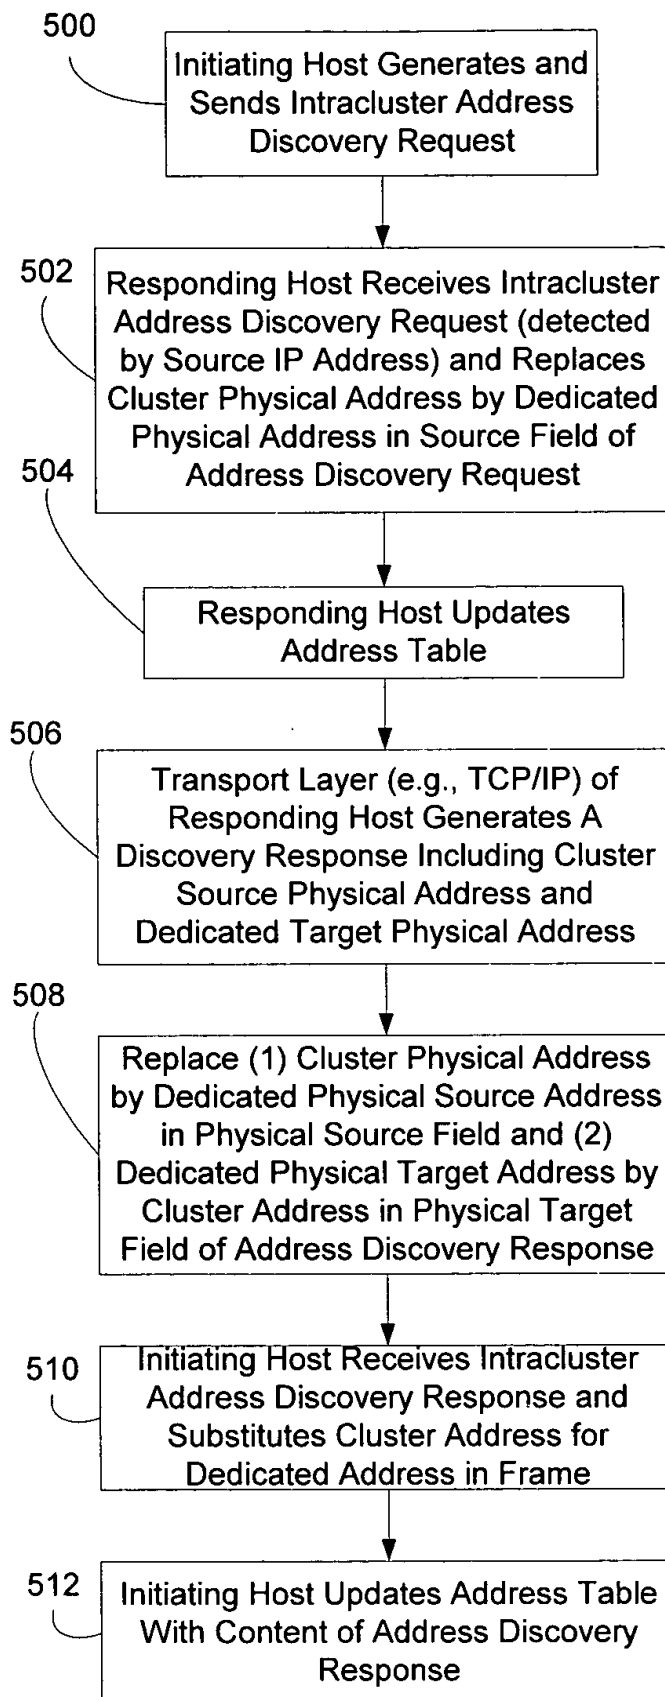 500
Initiating Host Generates and
Sends Intracluster Address
Discovery Request
502
Responding Host Receives Intracluster
Address Discovery Request (detected
by Source IP Address) and Replaces
Cluster Physical Address by Dedicated
Physical Address in Source Field of
Address Discovery Request
504
Responding Host Updates
Address Table
506
Transport Layer (e.g., TCP/IP) of
Responding Host Generates A
Discovery Response Including Cluster
Source Physical Address and
Dedicated Target Physical Address
508
Replace (1) Cluster Physical Address
by Dedicated Physical Source Address
in Physical Source Field and (2)
Dedicated Physical Target Address by
Cluster Address in Physical Target
Field of Address Discovery Response
510
Initiating Host Receives Intracluster
Address Discovery Response and
Substitutes Cluster Address for
Dedicated Address in Frame
512
Initiating Host Updates Address Table
With Content of Address Discovery
Response